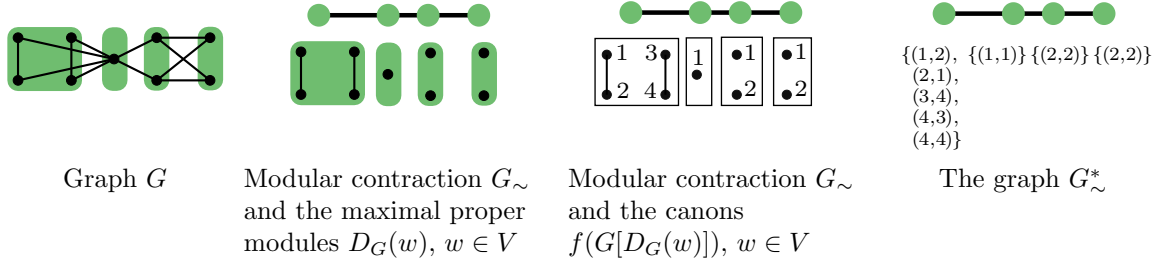 1 3 1 1 1
2 4 2 2
{(1,2), {(1,1)} {(2,2)} {(2,2)}
(2,1),
(3,4),
(4,3),
(4,4)}
Graph G
Modular contraction G∼
and the maximal proper
modules D_G(w), w ∈ V
Modular contraction G∼
and the canons
f(G[D_G(w)]), w ∈ V
The graph G*∼